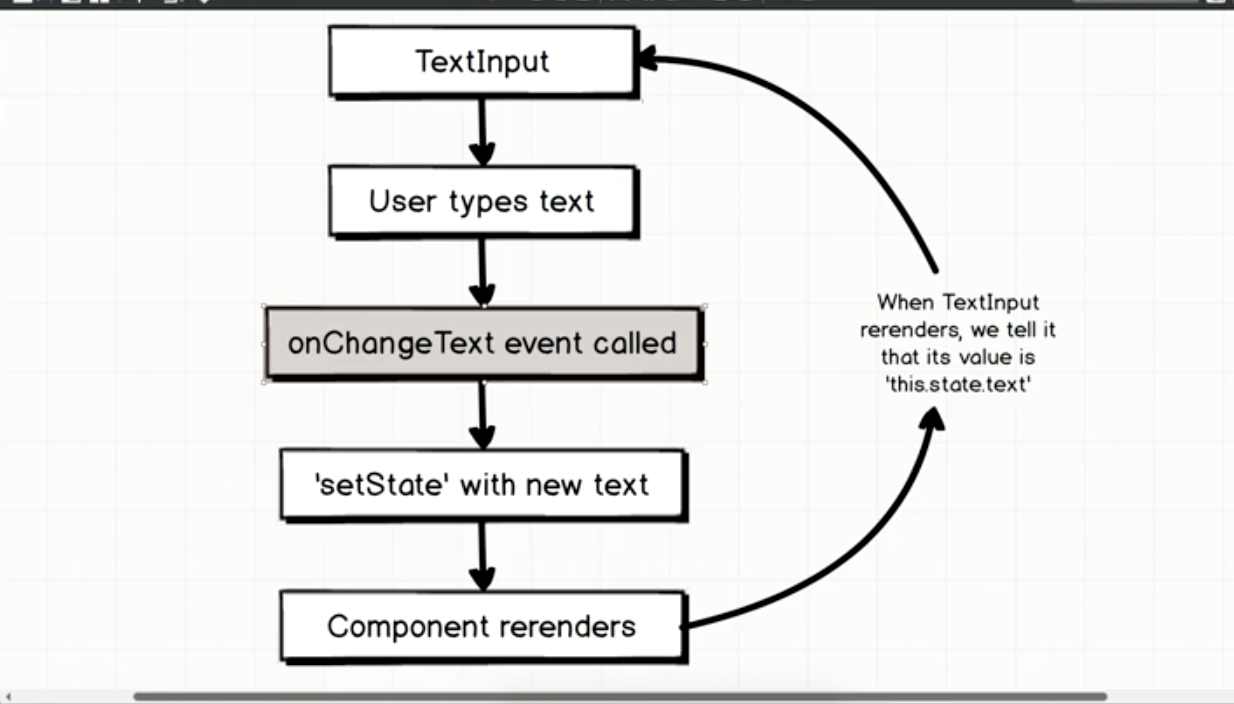 TextInput
User types text
onChangeText event called
'setState' with new text
Component rerenders
When TextInput
rerenders, we tell it
that its value is
'this.state.text'